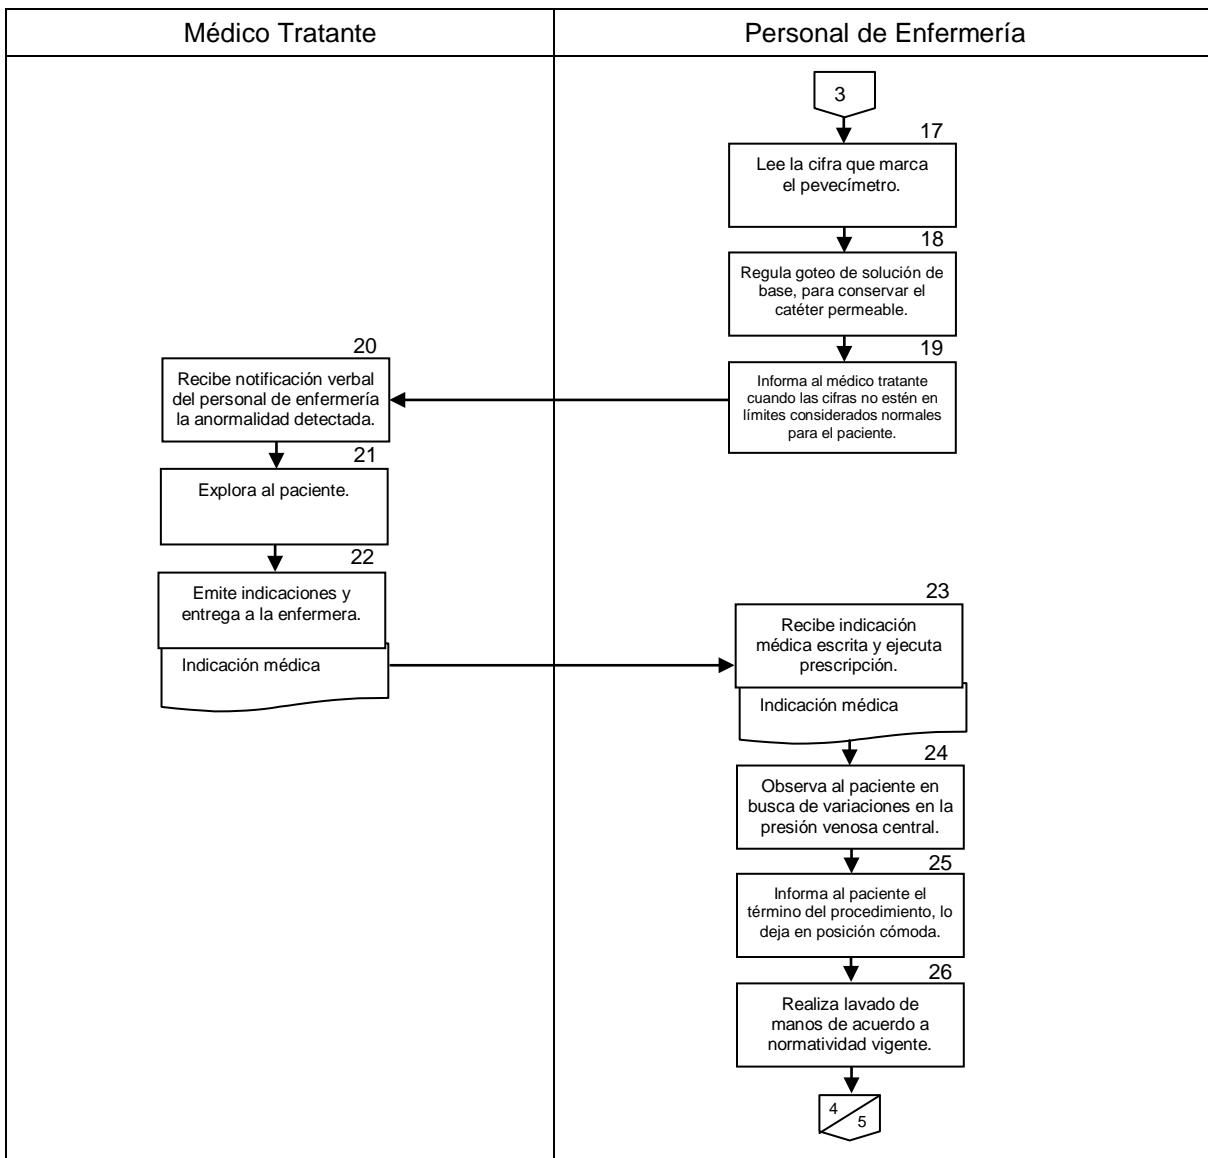 Médico Tratante
Personal de Enfermería
3
17
Lee la cifra que marca
el pevecímetro.
18
Regula goteo de solución de
base, para conservar el
catéter permeable.
19
Informa al médico tratante
cuando las cifras no estén en
límites considerados normales
para el paciente.
20
Recibe notificación verbal
del personal de enfermería
la anormalidad detectada.
21
Explora al paciente.
22
Emite indicaciones y
entrega a la enfermera.
Indicación médica
23
Recibe indicación
médica escrita y ejecuta
prescripción.
Indicación médica
24
Observa al paciente en
busca de variaciones en la
presión venosa central.
25
Informa al paciente el
término del procedimiento, lo
deja en posición cómoda.
26
Realiza lavado de
manos de acuerdo a
normatividad vigente.
4
5